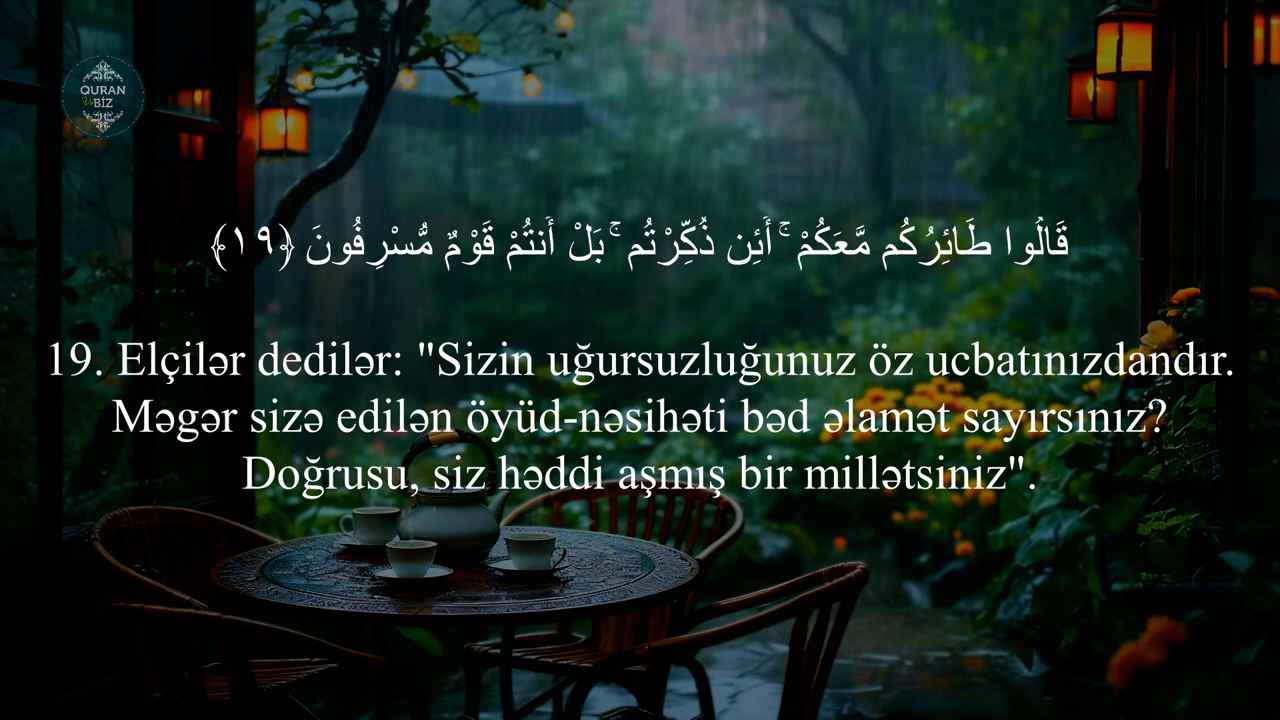 QURAN
Və
BİZ
قَالُوا طَائِرُكُم مَّعَكُمْ ۚ أَئِن ذُكِّرْتُم ۚ بَلْ أَنتُمْ قَوْمٌ مُّسْرِفُونَ ﴿١٩﴾
19. Elçilər dedilər: "Sizin uğursuzluğunuz öz ucbatınızdandır.
Məgər sizə edilən öyüd-nəsihəti bəd əlamət sayırsınız?
Doğrusu, siz həddi aşmış bir millətsiniz".